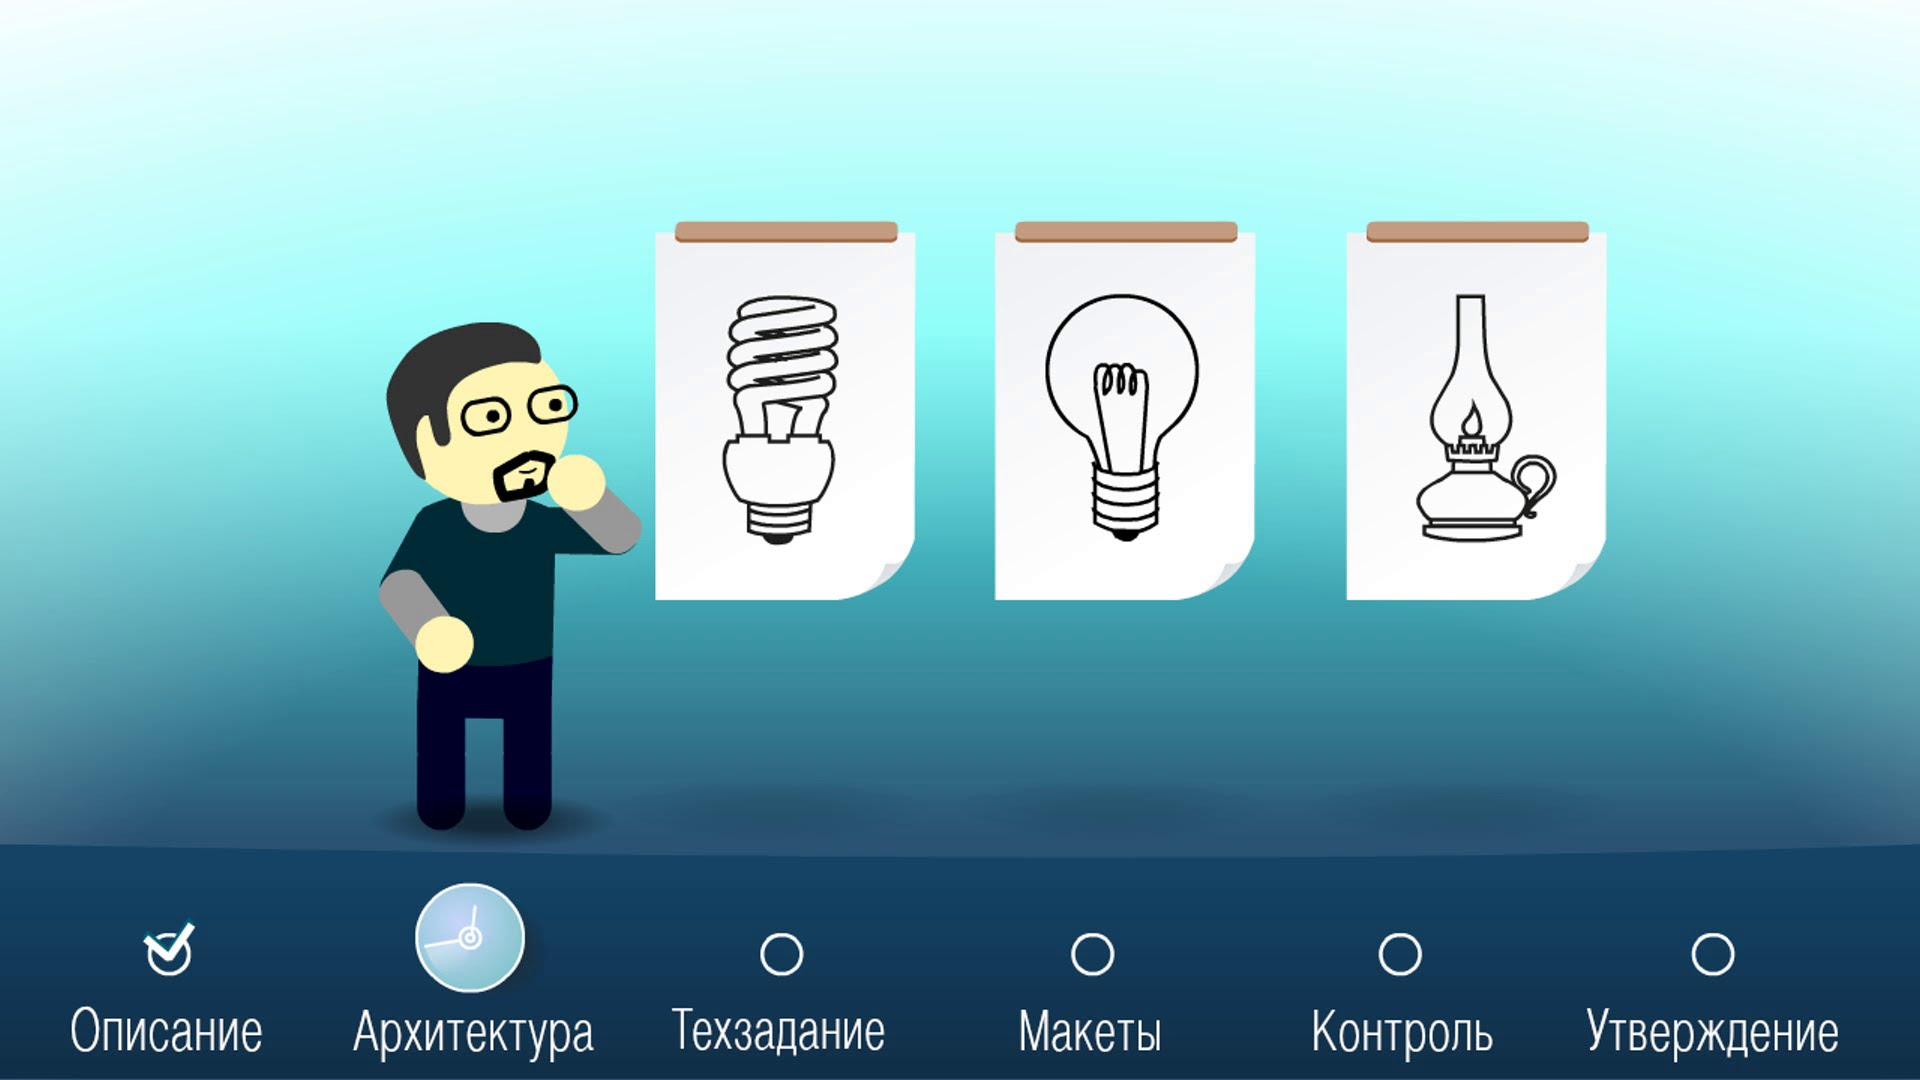 Описание
Архитектура
Техзадание
Макеты
Контроль
Утверждение